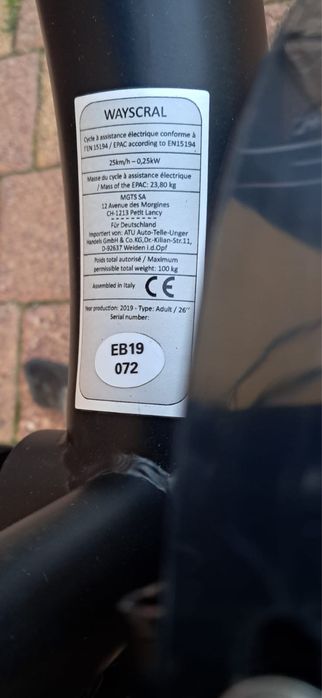 WAYSCRAL
Cycle à assistance électrique conforme à
l'EN 15194 / EPAC according to EN15194
25km/h – 0,25kW
Masse du cycle à assistance électrique
/ Mass of the EPAC: 23,80 kg
MGTS SA
12 Avenue des Morgines
CH-1213 Petit Lancy
Für Deutschland
Importiert von: ATU Auto-Telle-Unger
Handels GmbH & Co.KG,Dr.-Kilian-Str.11,
D-92637 Weiden i.d.Opf
Poids total autorisé / Maximum
permissible total weight: 100 kg
Assembled in Italy CE
Year production: 2019 - Type: Adult / 26"
Serial number:
EB19
072